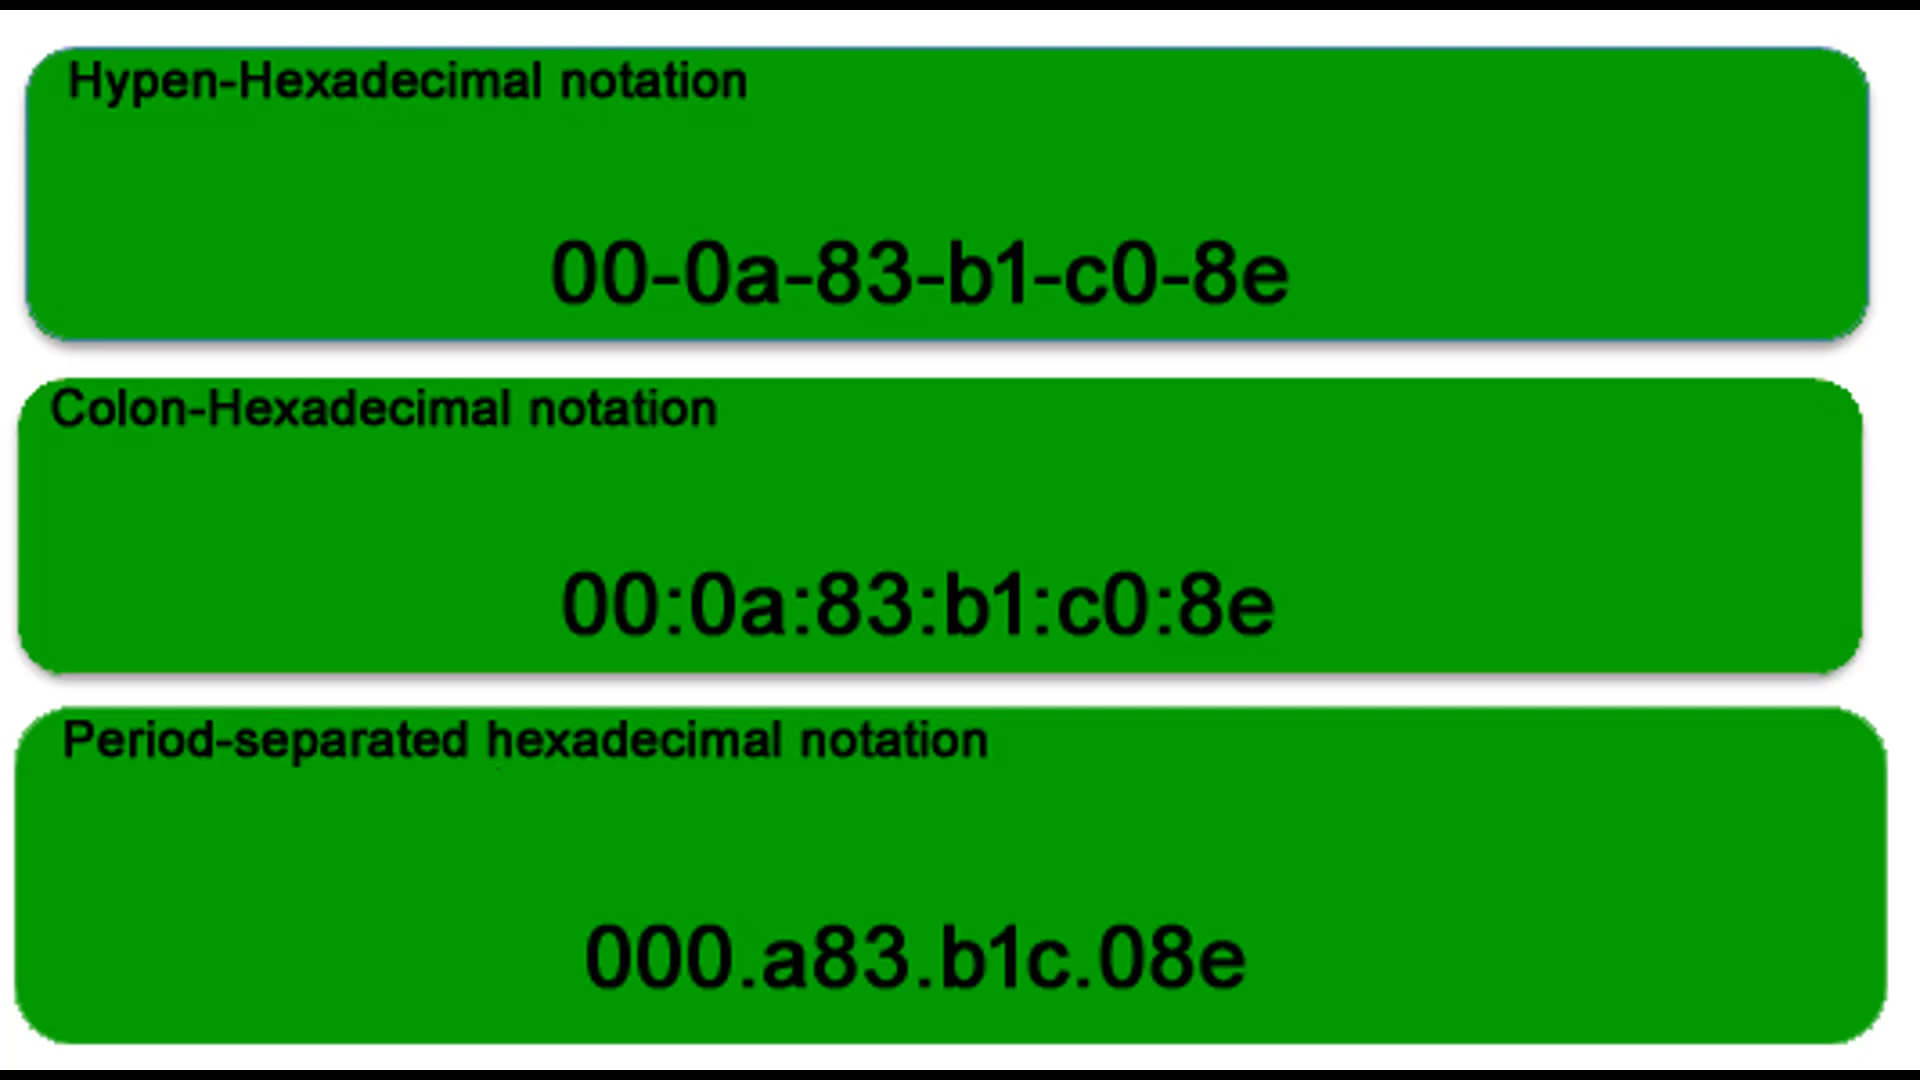 Hypen-Hexadecimal notation
00-0a-83-b1-c0-8e
Colon-Hexadecimal notation
00:0a:83:b1:c0:8e
Period-separated hexadecimal notation
000.a83.b1c.08e